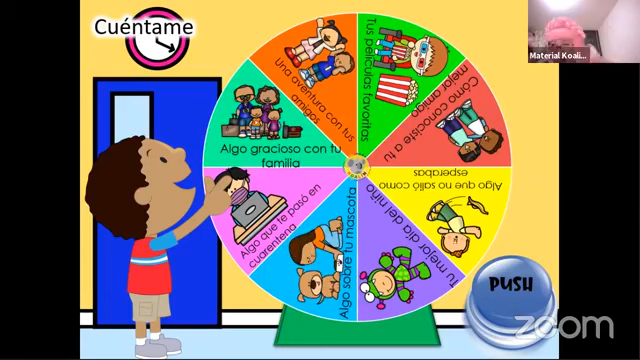 Cuéntame
Material Koali...
Una aventura con tus
amigos
Tus películas favoritas
Cómo conociste a tu
mejor amigo
Algo que no salió como
esperabas
Tu mejor día del niño
Algo sobre tu mascota
Algo que te pasó en
cuarenteno
Algo gracioso con tu
familia
PUSH
zoom